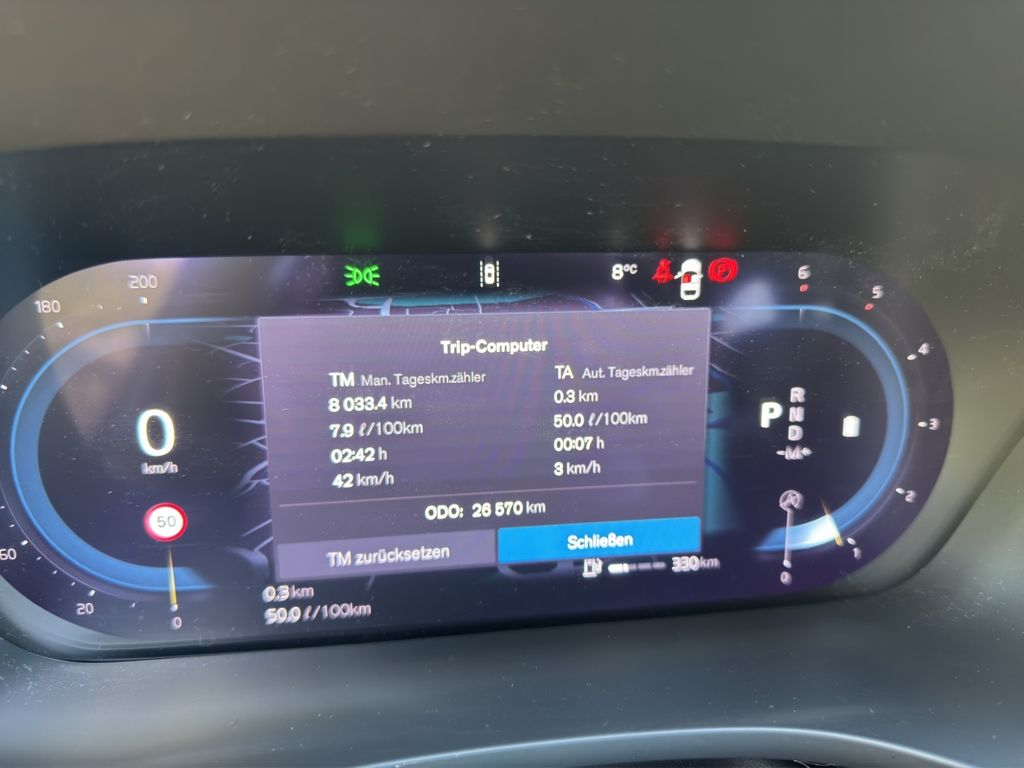 200
180
8°C
6
5
4
3
2
1
0
Trip-Computer
TM Man. Tageskm.zähler
8 033.4 km
7.9 ℓ/100km
02:42 h
42 km/h
TA Aut. Tageskm.zähler
0.3 km
50.0 ℓ/100km
00:07 h
3 km/h
ODO: 26 570 km
TM zurücksetzen
Schließen
0
km/h
50
P
R
N
D
M
20
0
0.3 km
50.0 ℓ/100km
330 km